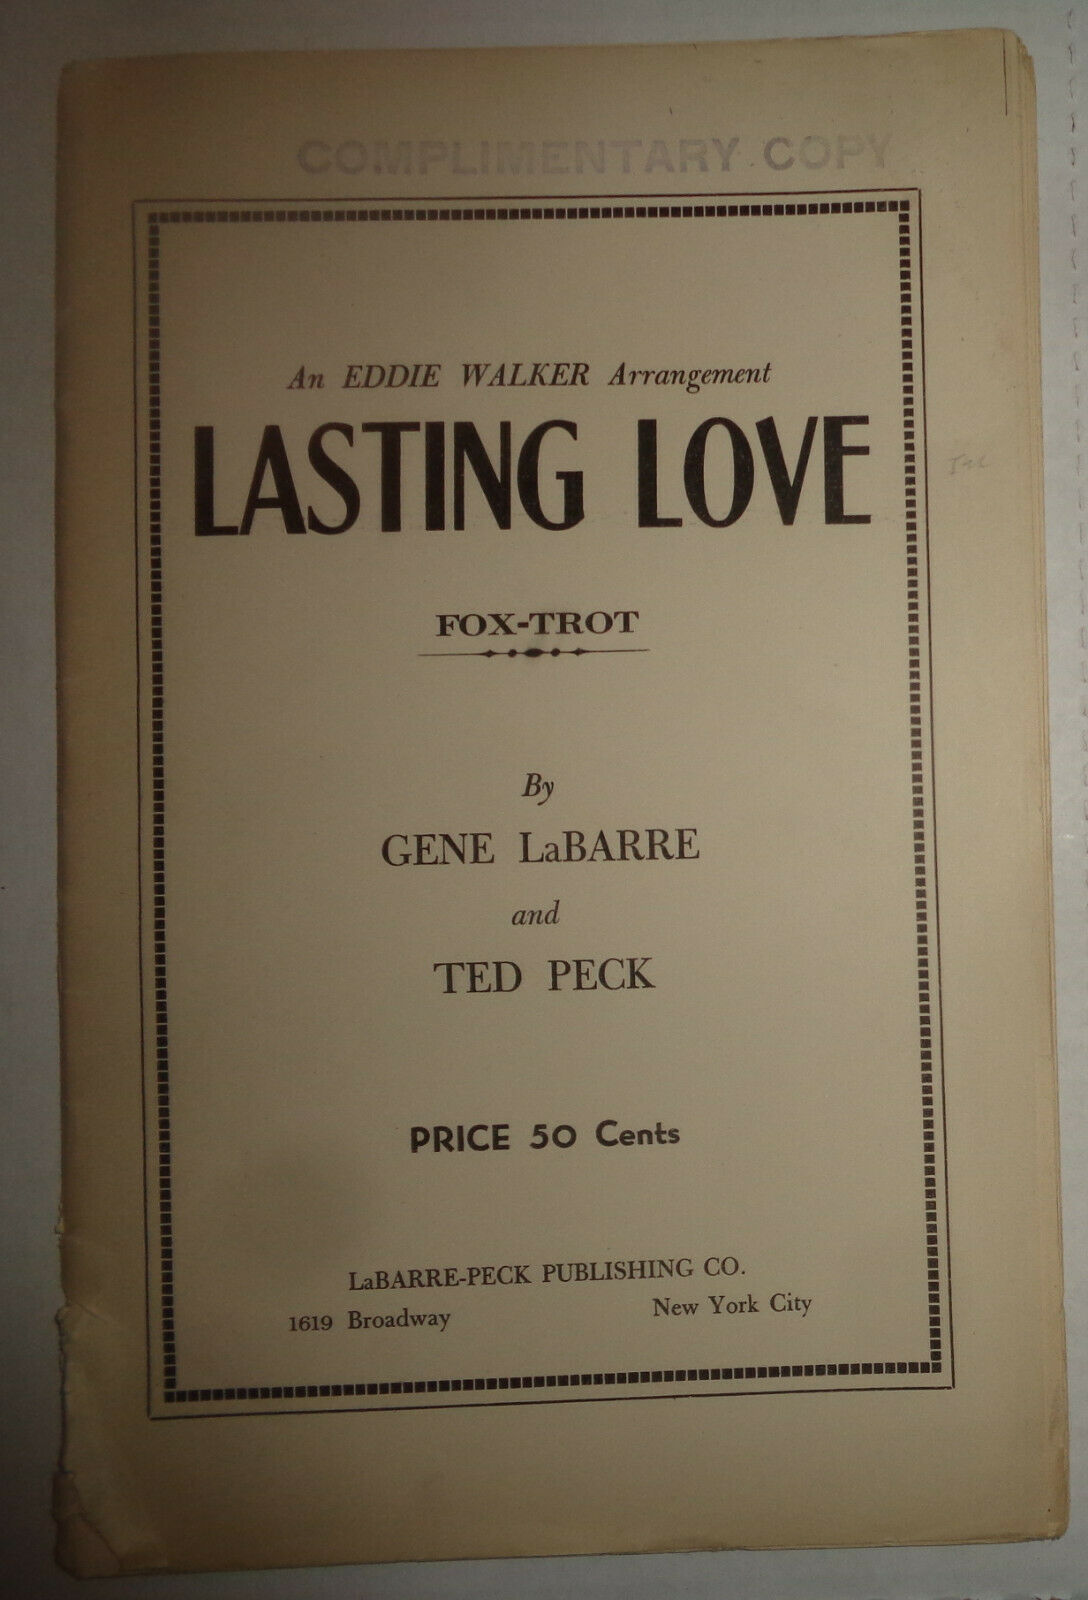 COMPLIMENTARY COPY
An EDDIE WALKER Arrangement
LASTING LOVE
FOX-TROT
By
GENE LaBARRE
and
TED PECK
PRICE 50 Cents
LaBARRE-PECK PUBLISHING CO.
1619 Broadway New York City